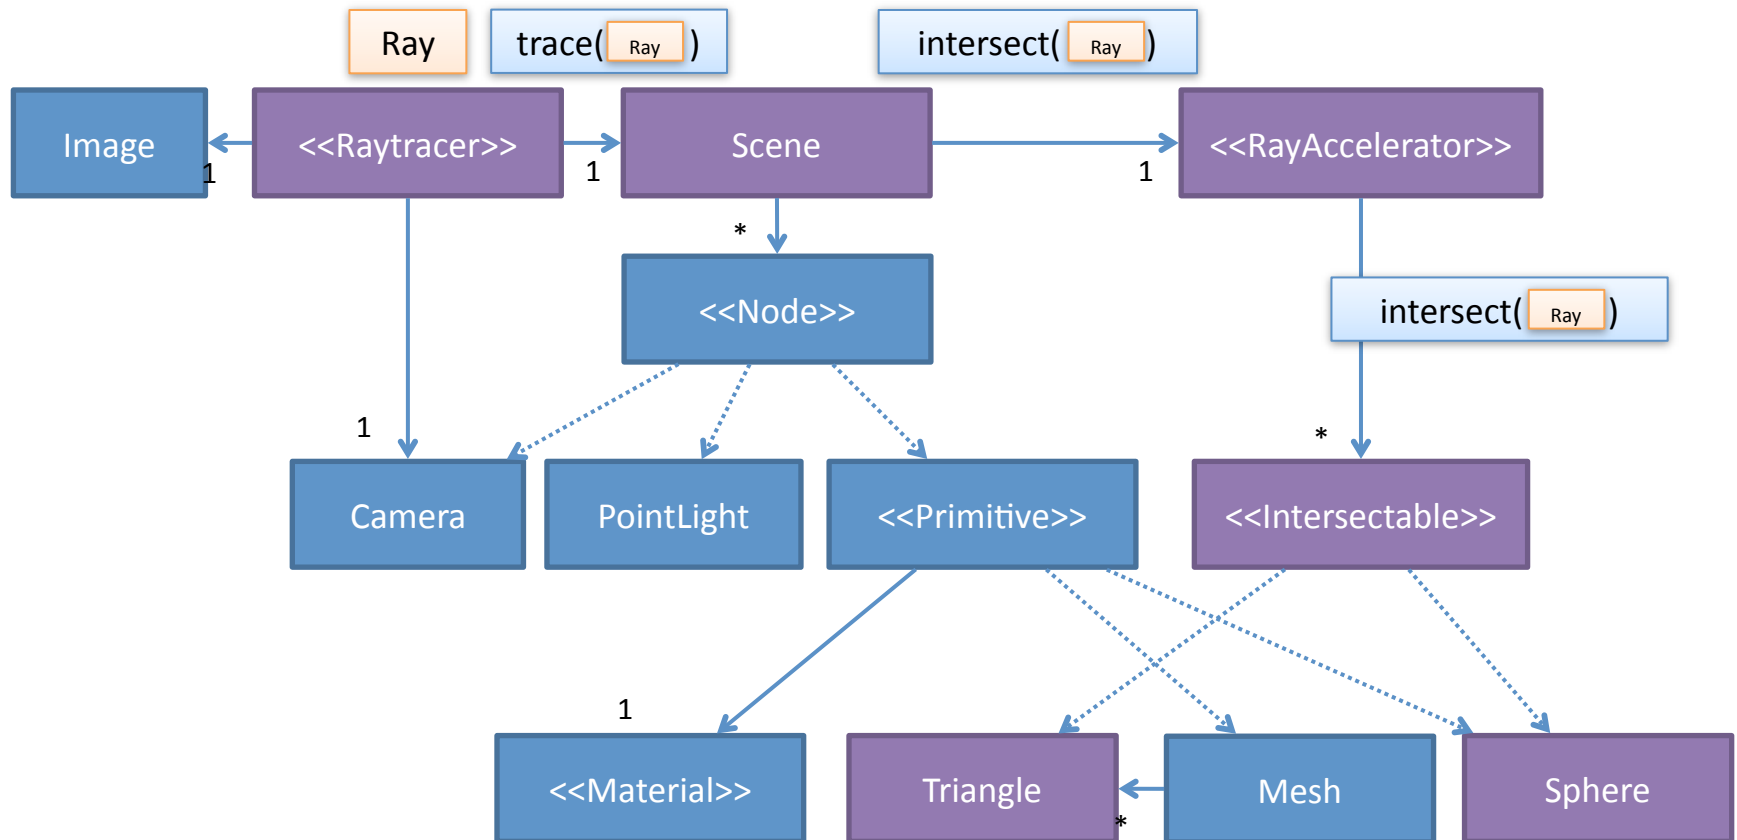 Ray
trace( Ray )
intersect( Ray )
Image
<<Raytracer>>
Scene
<<RayAccelerator>>
1
1
1
*
<<Node>>
intersect( Ray )
1
*
Camera
PointLight
<<Primitive>>
<<Intersectable>>
1
<<Material>>
Triangle
Mesh
Sphere
*